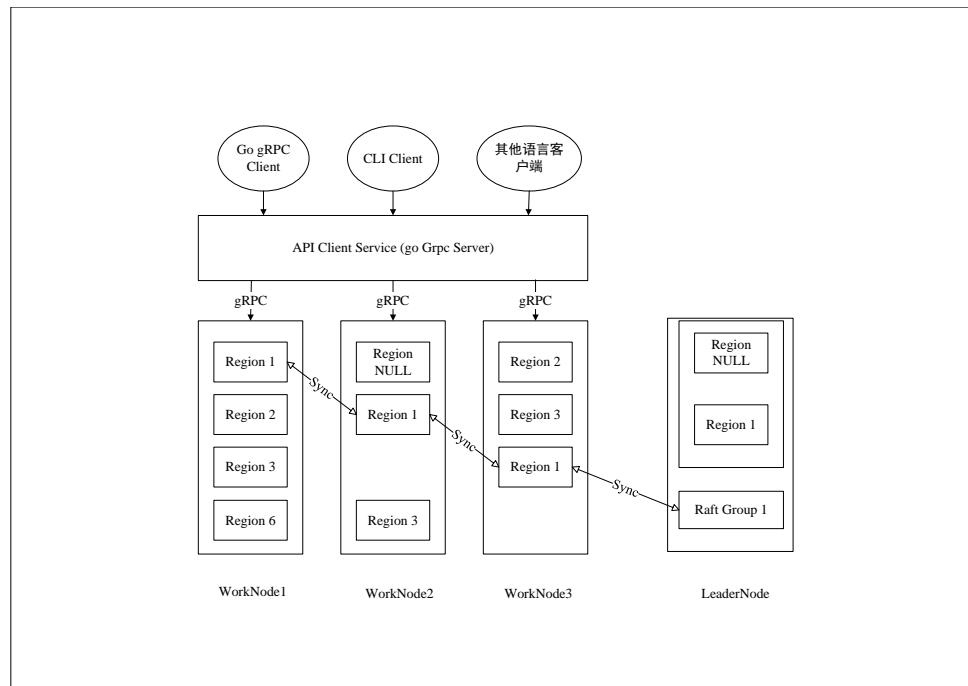 Go gRPC
Client
CLI Client
其他语言客
户端
API Client Service (go Grpc Server)
gRPC
gRPC
gRPC
Region 1
Region 2
Region 3
Region 6
WorkNode1
Sync
Region
NULL
Region 1
Region 3
WorkNode2
Sync
Region 2
Region 3
Region 1
WorkNode3
Sync
Region
NULL
Region 1
Raft Group 1
LeaderNode